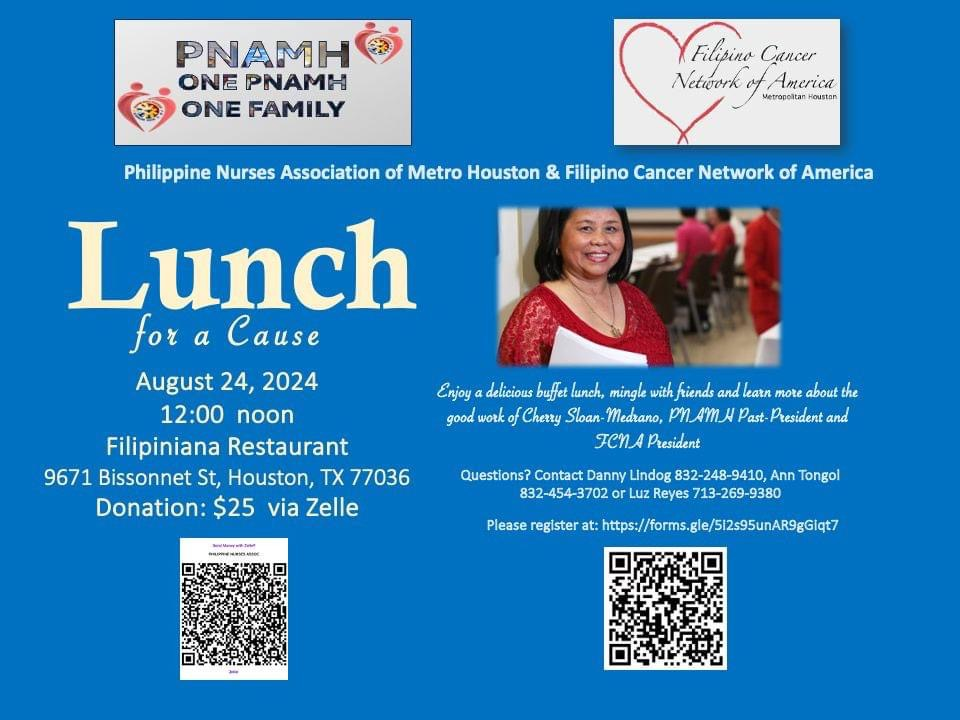 PNAMH
ONE PNAMH
ONE FAMILY
Filipino Cancer
Network of America
Metropolitan Houston
Philippine Nurses Association of Metro Houston & Filipino Cancer Network of America
Lunch
for a Cause
August 24, 2024
12:00 noon
Filipiniana Restaurant
9671 Bissonnet St, Houston, TX 77036
Donation: $25 via Zelle
Send Money with Zelle®
PHILIPPINE NURSES ASSOC
Zelle
Enjoy a delicious buffet lunch, mingle with friends and learn more about the
good work of Cherry Sloan-Medrano, PNAMH Past-President and
FCNA President
Questions? Contact Danny Lindog 832-248-9410, Ann Tongol
832-454-3702 or Luz Reyes 713-269-9380
Please register at: https://forms.gle/5i2s95unAR9gGiqt7